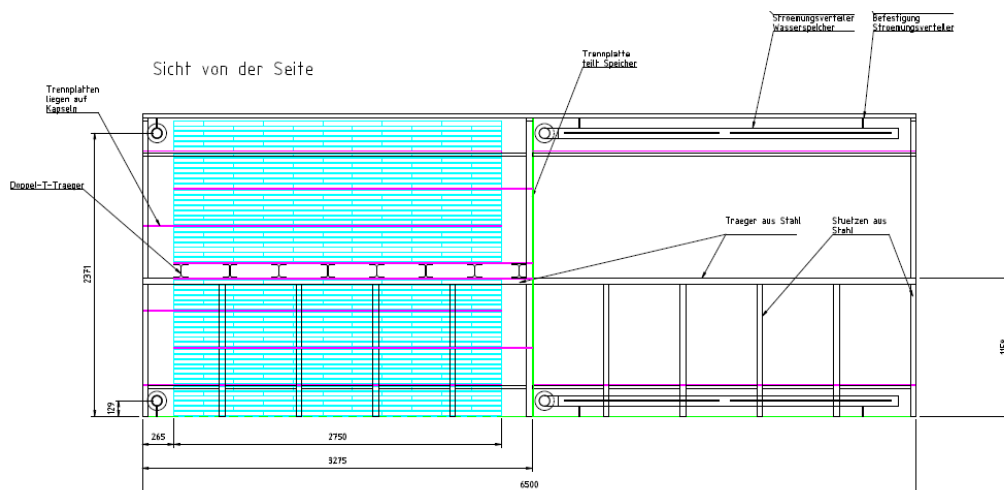 Stroemungsverteiler
Wasserspeicher
Befestigung
Stroemungsverteiler
Trennplatte
teilt Speicher
Sicht von der Seite
Trennplatten
liegen auf
Kapseln
Doppel-T-Traeger
Traeger aus Stahl
Stuetzen aus
Stahl
2371
129
1158
265
2750
3275
6500